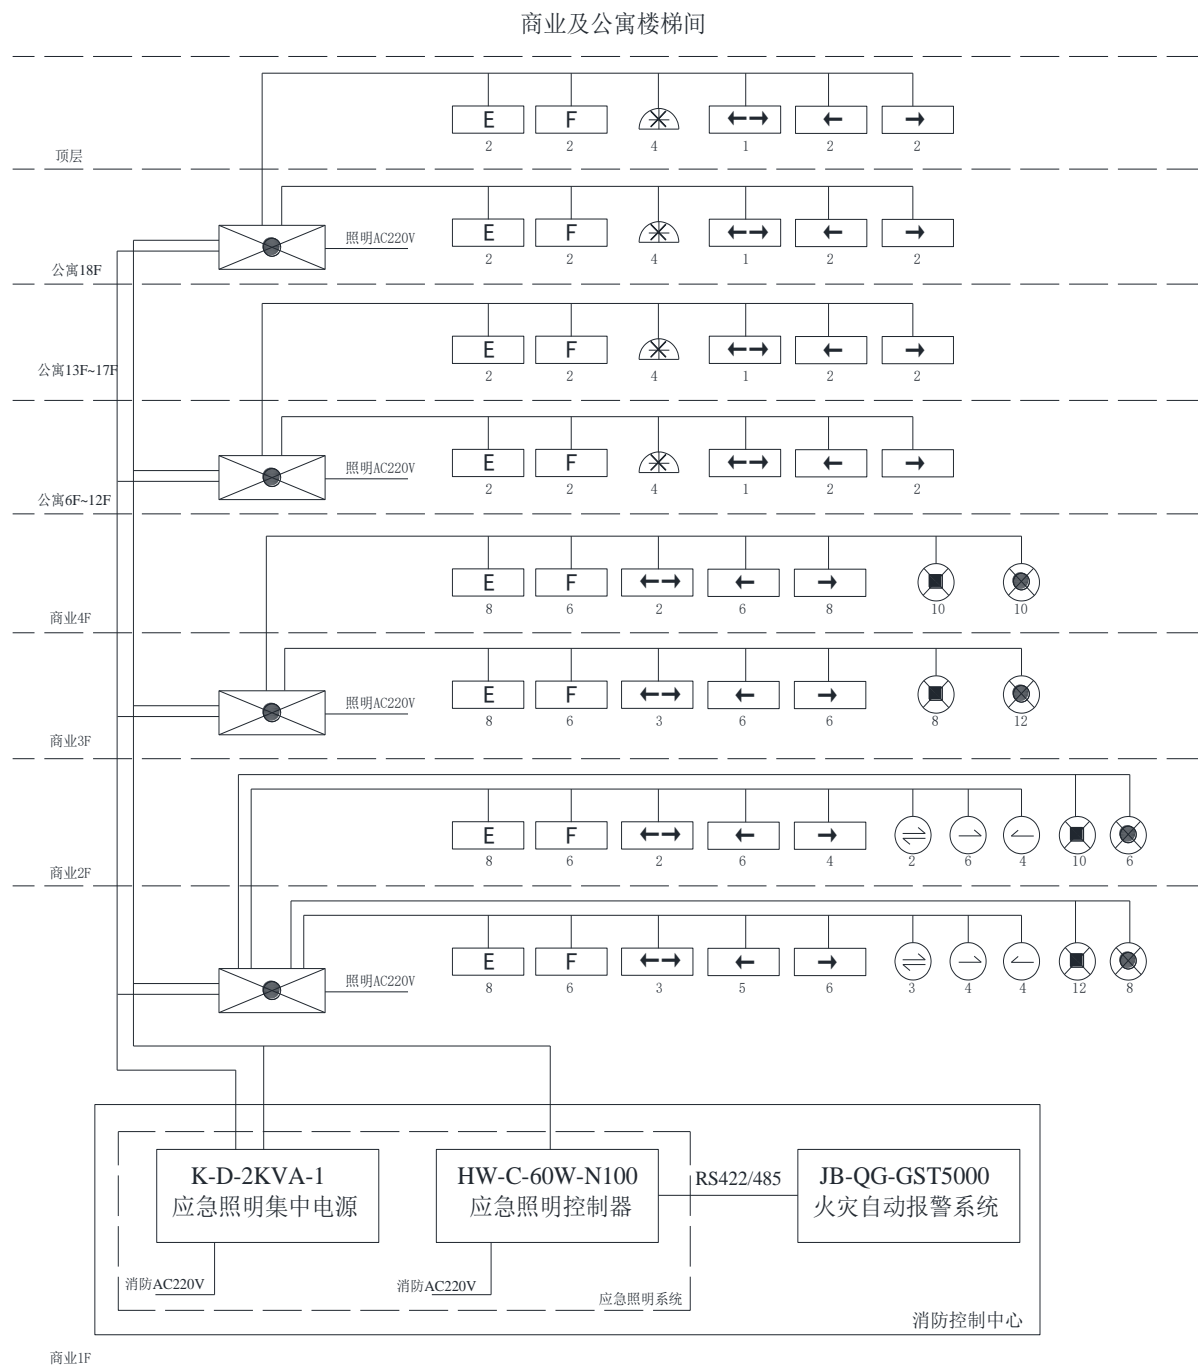 商业及公寓楼梯间
E F
2 2 4 1 2 2
顶层
E F
照明AC220V
2 2 4 1 2 2
公寓18F
E F
公寓13F~17F
2 2 4 1 2 2
E F
照明AC220V
2 2 4 1 2 2
公寓6F~12F
E F
8 6 2 6 8 10 10
商业4F
E F
照明AC220V
8 6 3 6 6 8 12
商业3F
E F
8 6 2 6 4 2 6 4 10 6
商业2F
E F
照明AC220V
8 6 3 5 6 3 4 4 12 8
K-D-2KVA-1
应急照明集中电源
HW-C-60W-N100
应急照明控制器
RS422/485
JB-QG-GST5000
火灾自动报警系统
消防AC220V
消防AC220V
应急照明系统
消防控制中心
商业1F